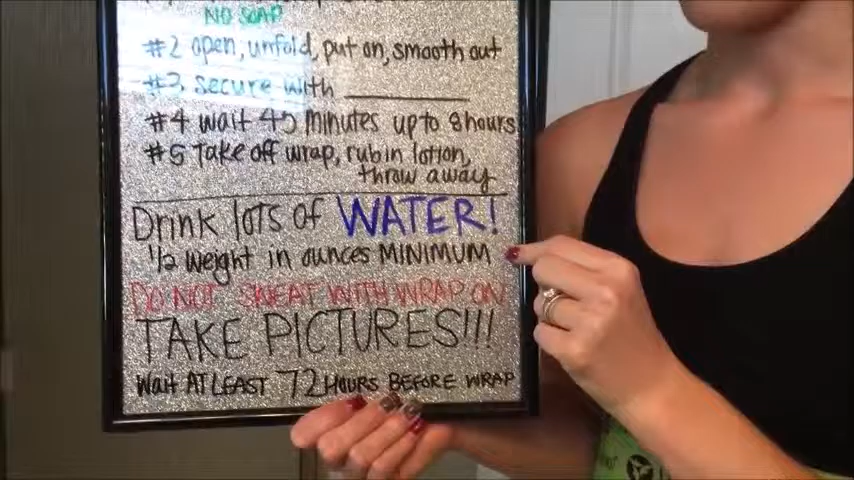 NO SOAP
#2 open, unfold, put on, smooth out
#3 secure with ___________
#4 wait 45 minutes up to 8 hours
#5 Take off wrap, rub in lotion,
throw away
Drink lots of WATER!
1/2 weight in ounces MINIMUM
DO NOT SWEAT WITH WRAP ON
TAKE PICTURES!!!
Wait AT LEAST 72 HOURS BEFORE WRAP